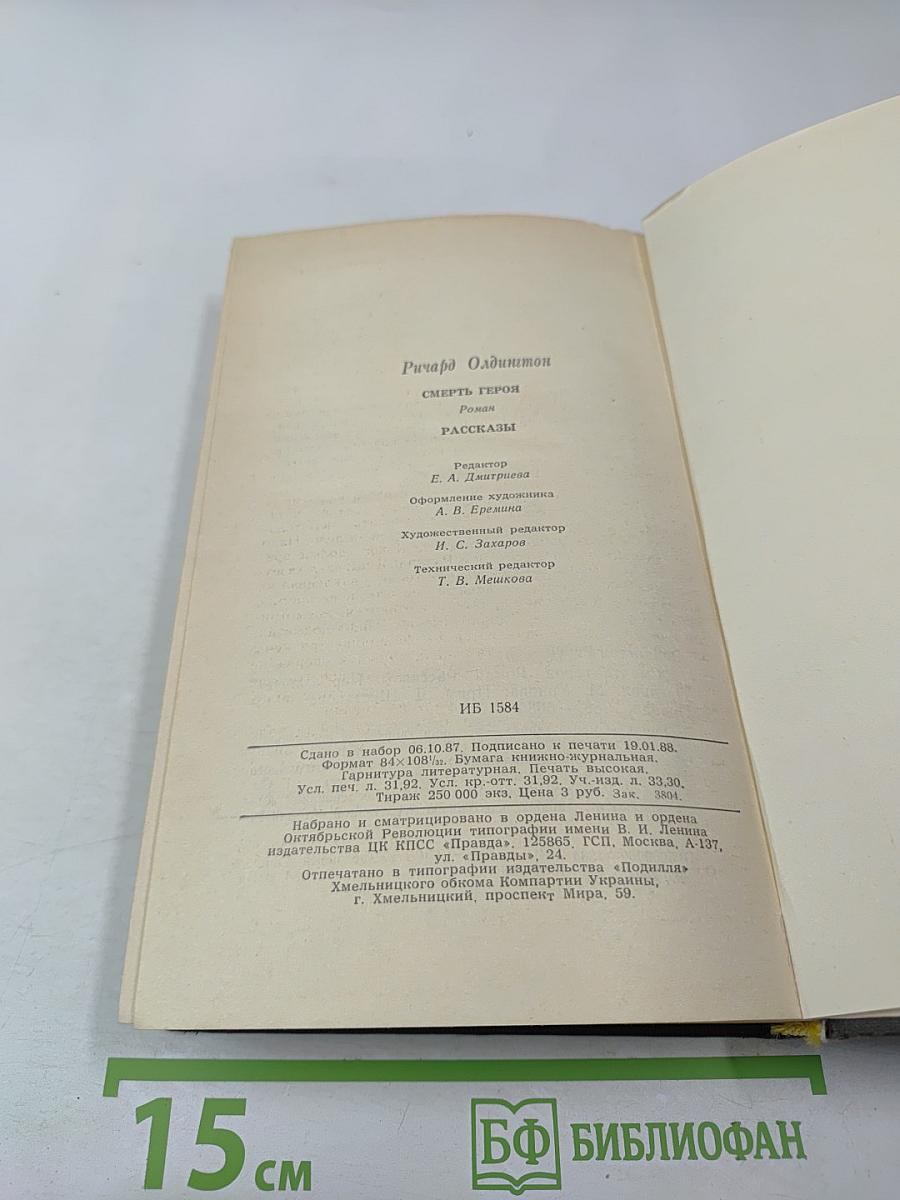 Ричард Олдингтон
СМЕРТЬ ГЕРОЯ
Роман
РАССКАЗЫ
Редактор
Е. А. Дмитриева
Оформление художника
А. В. Еремина
Художественный редактор
И. С. Захаров
Технический редактор
Т. В. Мешкова
ИБ 1584
Сдано в набор 06.10.87. Подписано к печати 19.01.88.
Формат 84×108¹/₃₂. Бумага книжно-журнальная.
Гарнитура литературная. Печать высокая.
Усл. печ. л. 31,92. Усл. кр.-отт. 31,92. Уч.-изд. л. 33,30.
Тираж 250 000 экз. Цена 3 руб. Зак. 3804.
Набрано и сматрицировано в ордена Ленина и ордена
Октябрьской Революции типографии имени В. И. Ленина
издательства ЦК КПСС «Правда». 125865, ГСП, Москва, А-137,
ул. «Правды», 24.
Отпечатано в типографии издательства «Подилля»
Хмельницкого обкома Компартии Украины,
г. Хмельницкий, проспект Мира, 59.
15 см
БФ БИБЛИОФАН